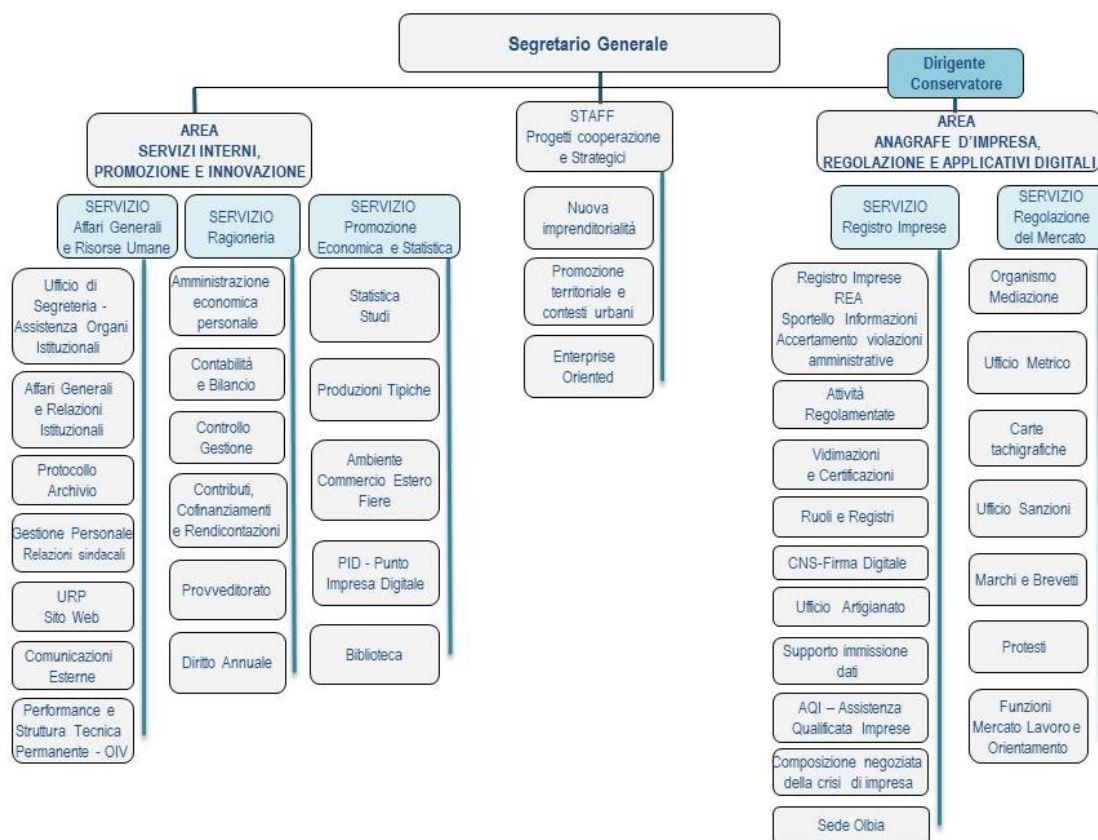 Segretario Generale
Dirigente
Conservatore
AREA
SERVIZI INTERNI,
PROMOZIONE E INNOVAZIONE
SERVIZIO
Affari Generali
e Risorse Umane
Ufficio di
Segreteria -
Assistenza Organi
Istituzionali
Affari Generali
e Relazioni
Istituzionali
Protocollo
Archivio
Gestione Personale
Relazioni sindacali
URP
Sito Web
Comunicazioni
Esterne
Performance e
Struttura Tecnica
Permanente - OIV
SERVIZIO
Ragioneria
Amministrazione
economica
personale
Contabilità
e Bilancio
Controllo
Gestione
Contributi,
Cofinanziamenti
e Rendicontazioni
Provveditorato
Diritto Annuale
SERVIZIO
Promozione
Economica e Statistica
Statistica
Studi
Produzioni Tipiche
Ambiente
Commercio Estero
Fiere
PID - Punto
Impresa Digitale
Biblioteca
STAFF
Progetti cooperazione
e Strategici
Nuova
imprenditorialità
Promozione
territoriale e
contesti urbani
Enterprise
Oriented
AREA
ANAGRAFE D'IMPRESA,
REGOLAZIONE E APPLICATIVI DIGITALI
SERVIZIO
Registro Imprese
Registro Imprese
REA
Sportello Informazioni
Accertamento violazioni
amministrative
Attività
Regolamentate
Vidimazioni
e Certificazioni
Ruoli e Registri
CNS-Firma Digitale
Ufficio Artigianato
Supporto immissione
dati
AQI – Assistenza
Qualificata Imprese
Composizione negoziata
della crisi di impresa
Sede Olbia
SERVIZIO
Regolazione
del Mercato
Organismo
Mediazione
Ufficio Metrico
Carte
tachigrafiche
Ufficio Sanzioni
Marchi e Brevetti
Protesti
Funzioni
Mercato Lavoro e
Orientamento